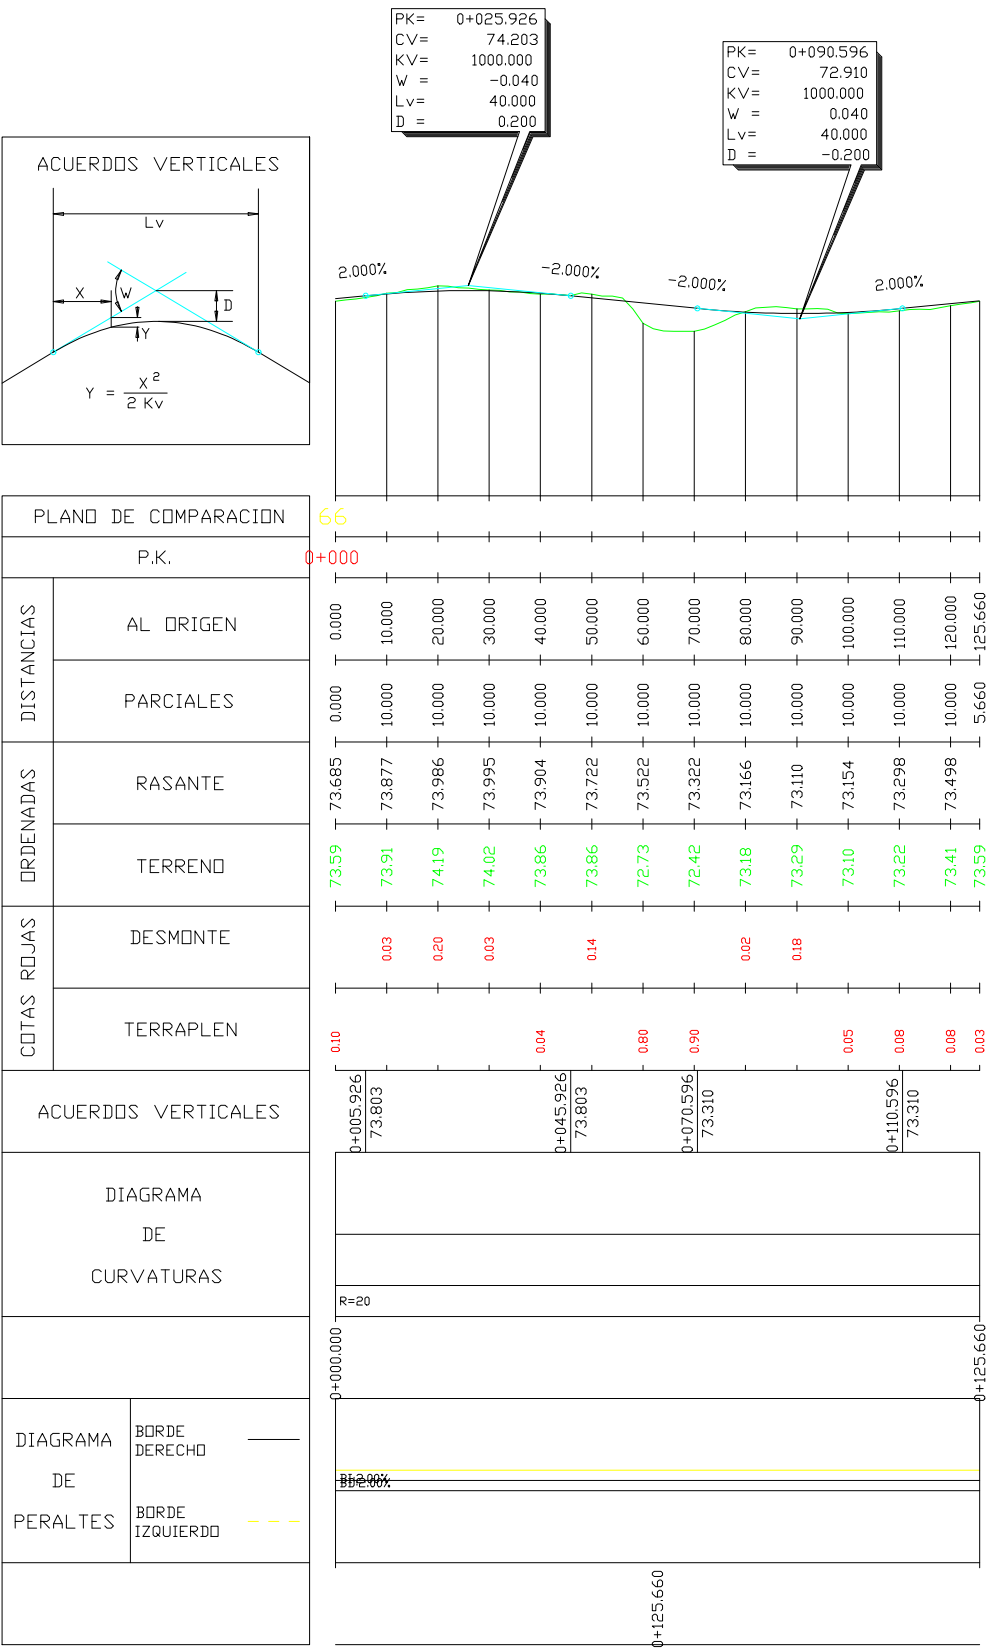 PK= 0+025.926
CV= 74.203
KV= 1000.000
W = -0.040
Lv= 40.000
D = 0.200
PK= 0+090.596
CV= 72.910
KV= 1000.000
W = 0.040
Lv= 40.000
D = -0.200
ACUERDOS VERTICALES
Lv
X
W
D
Y
Y = X 2
2 Kv
2.000%
-2.000%
-2.000%
2.000%
PLANO DE COMPARACION 66
P.K. 0+000
DISTANCIAS
AL ORIGEN 0.000 10.000 20.000 30.000 40.000 50.000 60.000 70.000 80.000 90.000 100.000 110.000 120.000 125.660
PARCIALES 0.000 10.000 10.000 10.000 10.000 10.000 10.000 10.000 10.000 10.000 10.000 10.000 10.000 5.660
ORDENADAS
RASANTE 73.685 73.877 73.986 73.995 73.904 73.722 73.522 73.322 73.166 73.110 73.154 73.298 73.498
TERRENO 73.59 73.91 74.19 74.02 73.86 73.86 72.73 72.42 73.18 73.29 73.10 73.22 73.41 73.59
COTAS ROJAS
DESMONTE 0.03 0.20 0.03 0.14 0.02 0.18
TERRAPLEN 0.10 0.04 0.80 0.90 0.05 0.08 0.08 0.03
ACUERDOS VERTICALES
0+005.926
73.803
0+045.926
73.803
0+070.596
73.310
0+110.596
73.310
DIAGRAMA
DE
CURVATURAS
R=20
0+000.000
0+125.660
DIAGRAMA
DE
PERALTES
BORDE
DERECHO
BORDE
IZQUIERDO
BI-2.00%
0+125.660